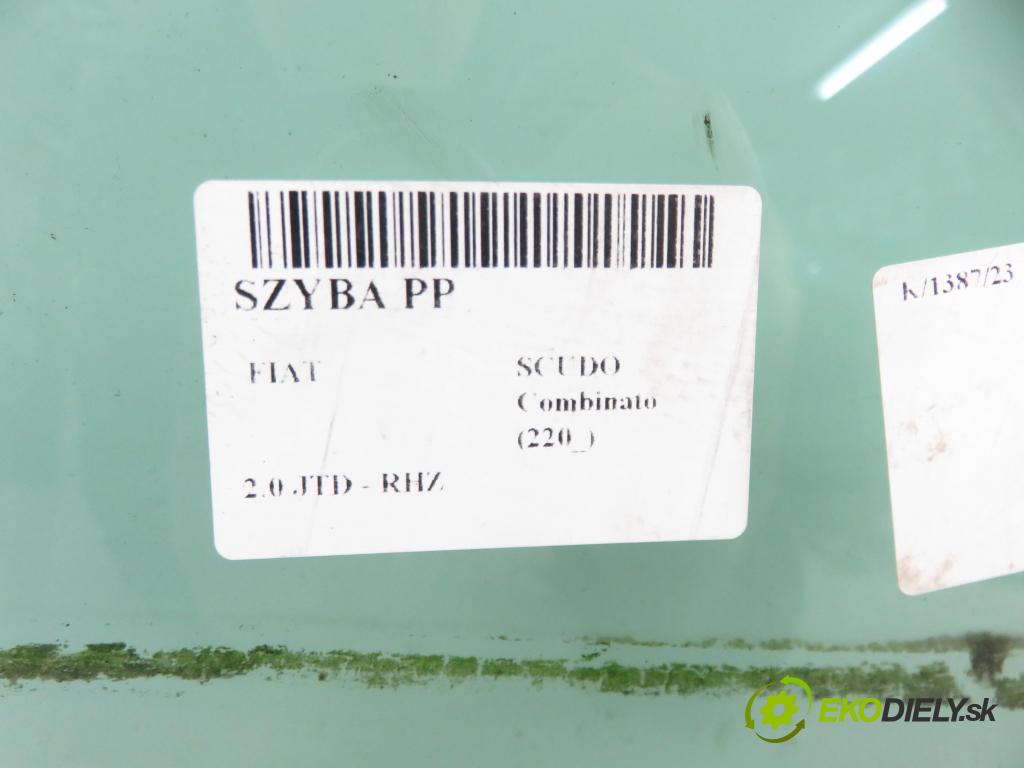 SZYBA PP
FIAT
SCUDO
Combinato
(220_)
2.0 JTD - RHZ
K/1387/23
EKODIELY.sk